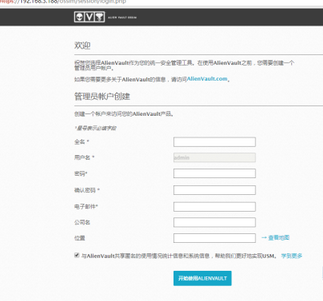 https://192.168.5.188/ossim/session/login.php
ALIEN VAULT OSSIM
欢迎
祝贺您选择AlienVault作为您的统一安全管理工具。在使用AlienVault之前，您需要创建一个
管理员用户帐户。
如果您需要更多关于AlienVault的信息，请访问AlienVault.com。
管理员帐户创建
创建一个帐户来访问您的AlienVault产品。
*星号表示必填字段
全名 *
用户名 * admin
密码*
确认密码 *
电子邮件*
公司名
位置 → 查看地图
与AlienVault共享匿名的使用情况统计信息和系统信息，帮助我们更好地实现USM。 学到更多
开始使用ALIENVAULT